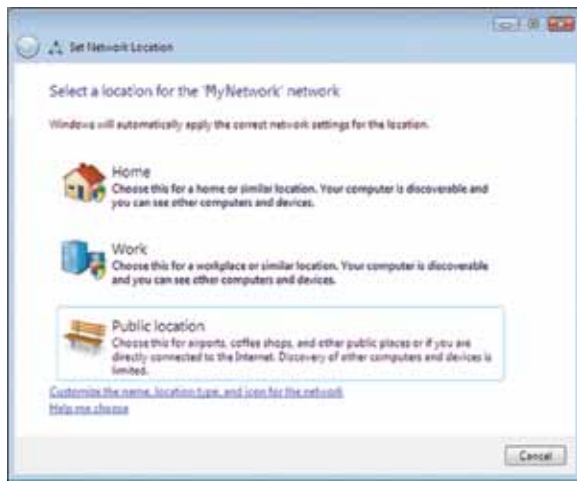 Set Network Location
Select a location for the 'MyNetwork' network
Windows will automatically apply the correct network settings for the location.
Home
Choose this for a home or similar location. Your computer is discoverable and
you can see other computers and devices.
Work
Choose this for a workplace or similar location. Your computer is discoverable
and you can see other computers and devices.
Public location
Choose this for airports, coffee shops, and other public places or if you are
directly connected to the Internet. Discovery of other computers and devices is
limited.
Customize the name, location type, and icon for the network
Help me choose
Cancel